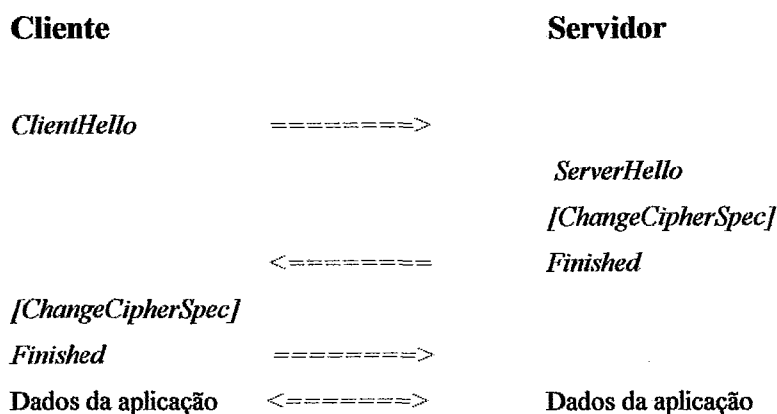 Cliente Servidor
ClientHello ========>
ServerHello
[ChangeCipherSpec]
<======== Finished
[ChangeCipherSpec]
Finished ========>
Dados da aplicação <=======> Dados da aplicação